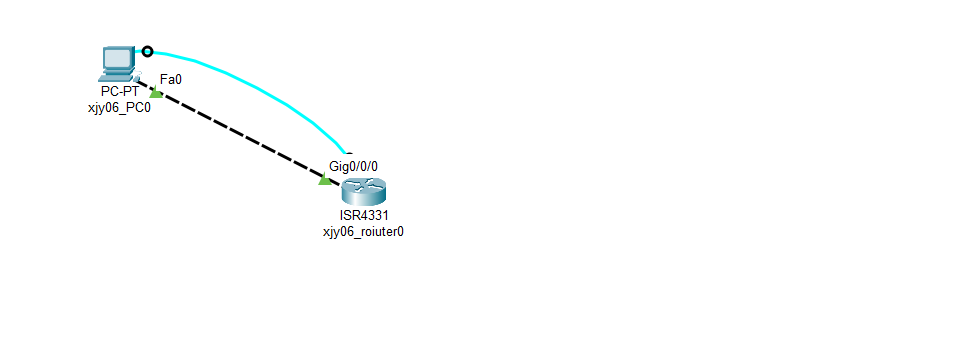 Fa0
PC-PT
xjy06_PC0
Gig0/0/0
ISR4331
xjy06_roiuter0